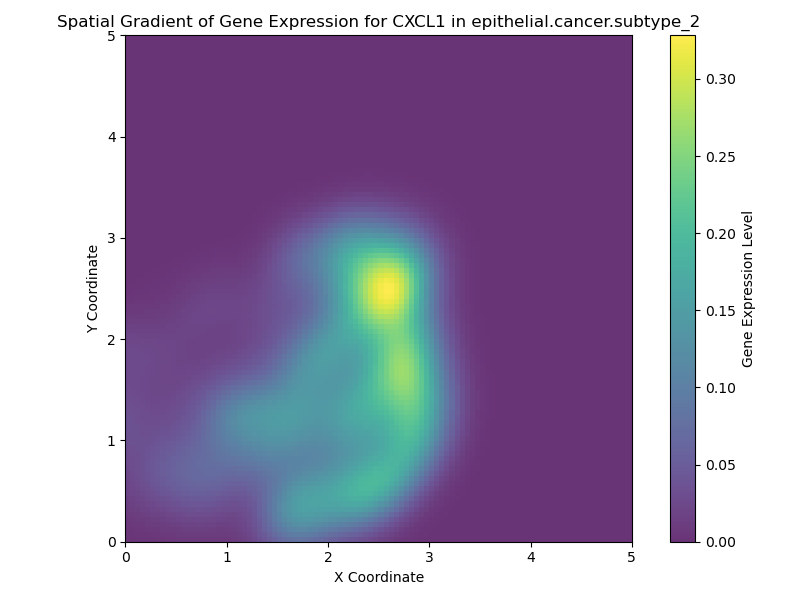 Spatial Gradient of Gene Expression for CXCL1 in epithelial.cancer.subtype_2
5
4
3
2
1
0
Y Coordinate
0 1 2 3 4 5
X Coordinate
0.30
0.25
0.20
0.15
0.10
0.05
0.00
Gene Expression Level